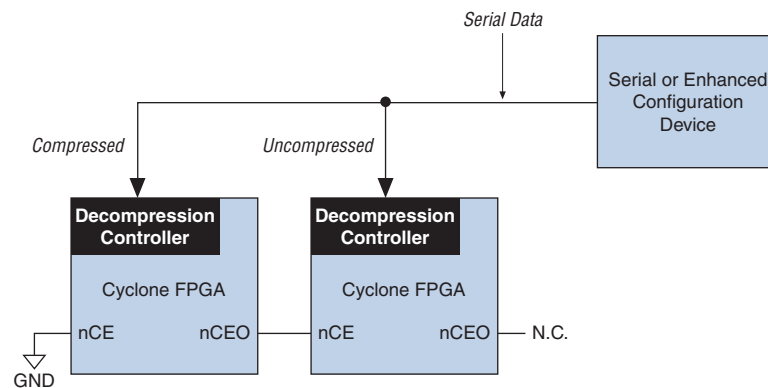 Serial Data
Serial or Enhanced
Configuration
Device
Compressed
Uncompressed
Decompression
Controller
Decompression
Controller
Cyclone FPGA
Cyclone FPGA
nCE
nCEO
nCE
nCEO
N.C.
GND